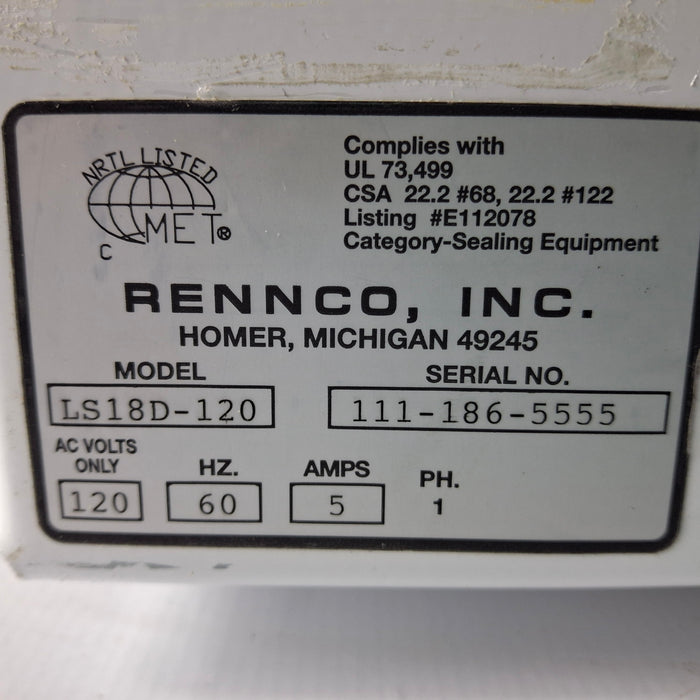 NRTL LISTED
C MET®
Complies with
UL 73,499
CSA 22.2 #68, 22.2 #122
Listing #E112078
Category-Sealing Equipment
RENNCO, INC.
HOMER, MICHIGAN 49245
MODEL SERIAL NO.
LS18D-120 111-186-5555
AC VOLTS
ONLY HZ. AMPS PH.
120 60 5 1